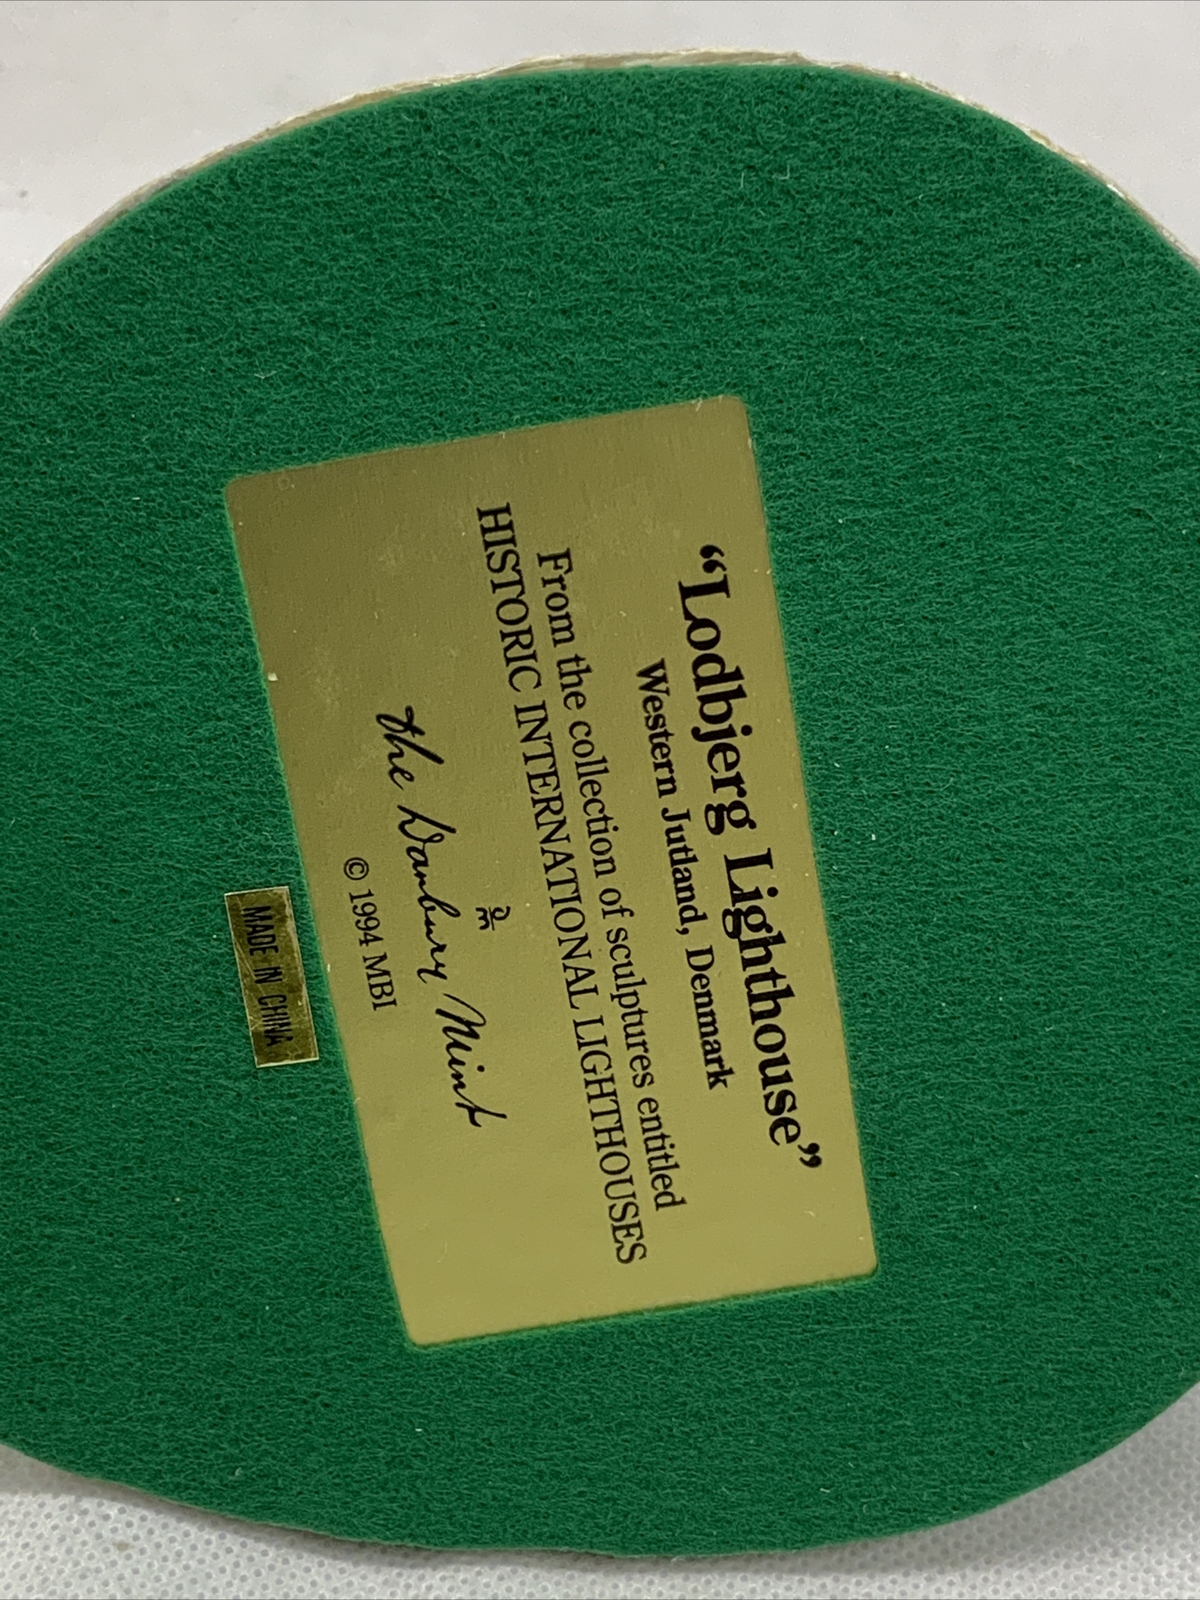 “Lodbjerg Lighthouse”
Western Jutland, Denmark
From the collection of sculptures entitled
HISTORIC INTERNATIONAL LIGHTHOUSES
dm
the Danbury Mint
© 1994 MBI
MADE IN CHINA